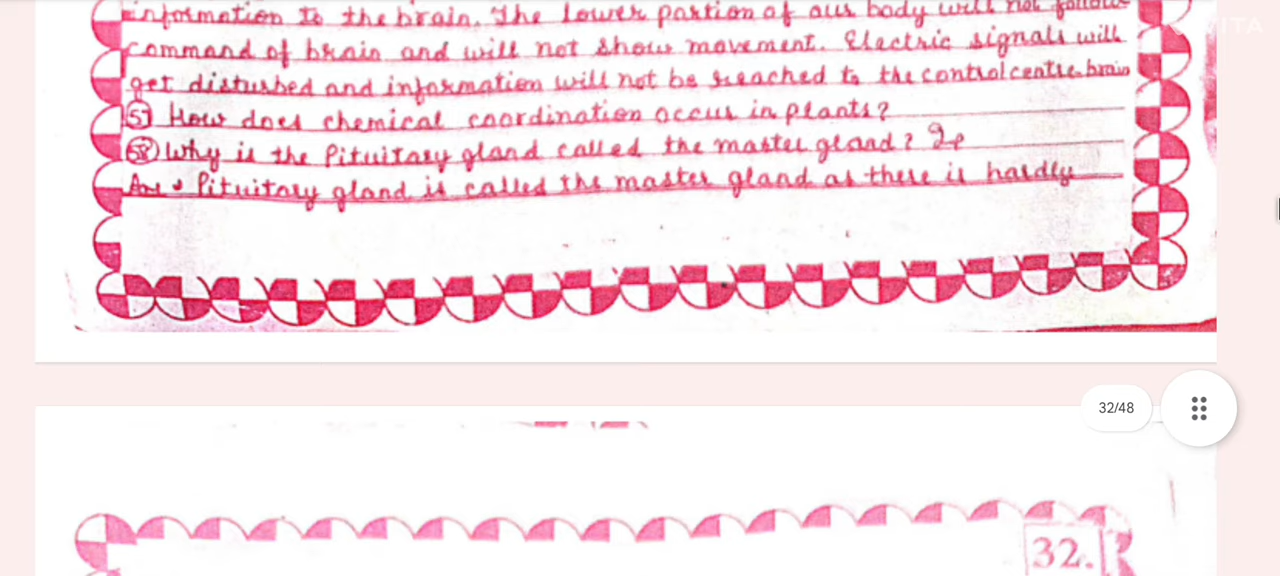 information to the brain. The lower portion of our body will not follow
command of brain and will not show movement. Electric signals will
get disturbed and information will not be reached to the control centre brain
57 How does chemical coordination occur in plants?
58 Why is the Pituitary gland called the master gland?
Ans Pituitary gland is called the master gland as there is hardly
VITA
32/48
32.